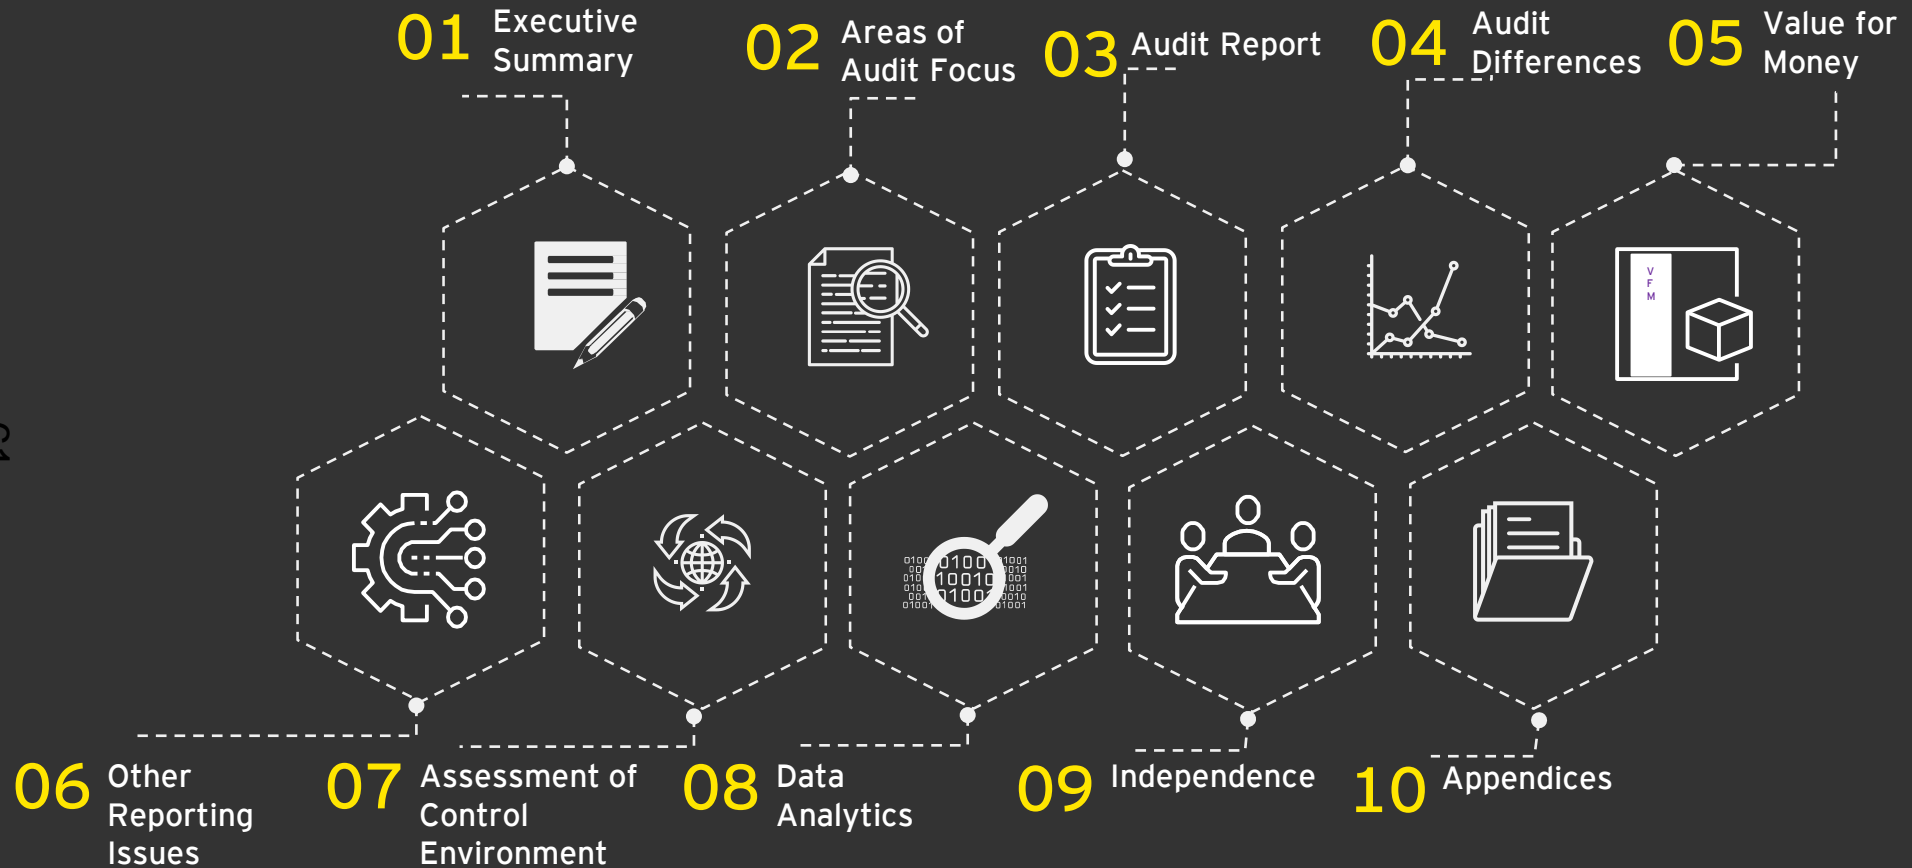 01 Executive
Summary
02 Areas of
Audit Focus
03 Audit Report
04 Audit
Differences
05 Value for
Money
V
F
M
06 Other
Reporting
Issues
07 Assessment of
Control
Environment
08 Data
Analytics
09 Independence
10 Appendices